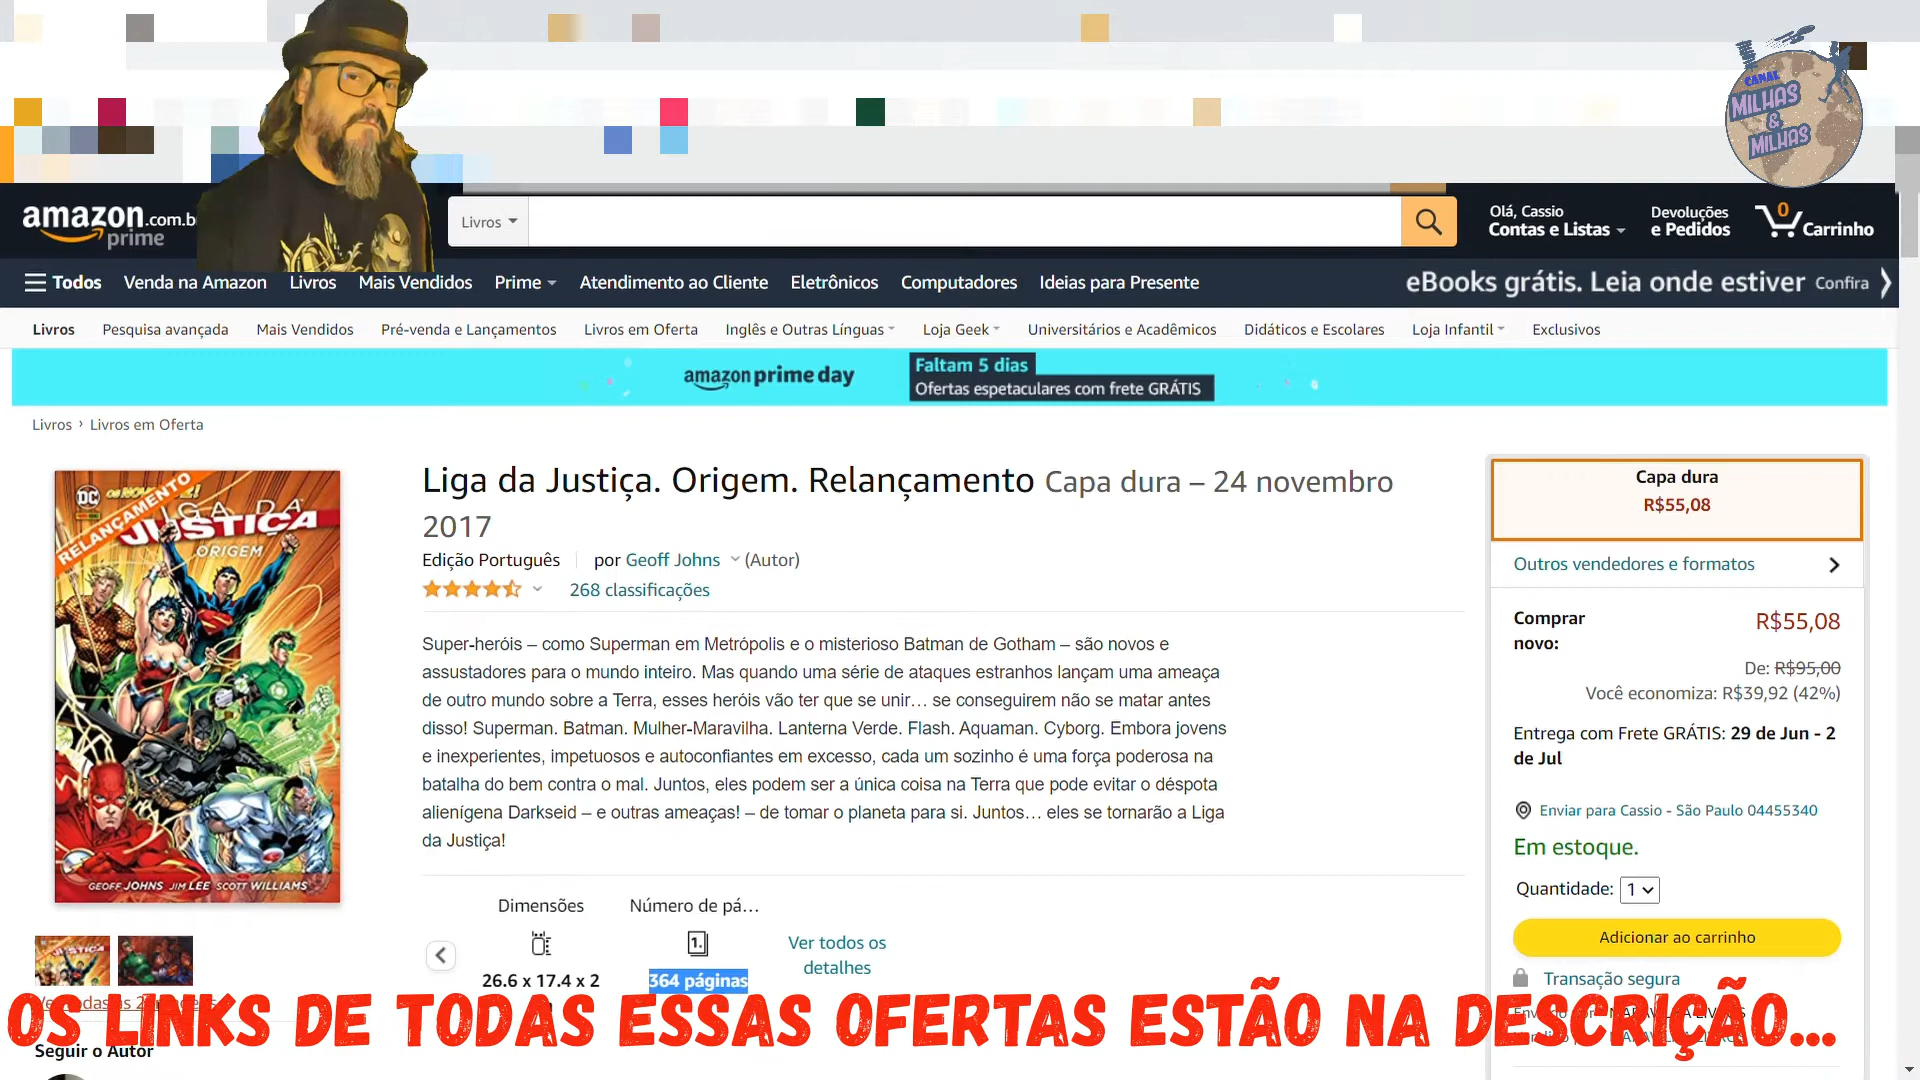 CANAL
MILHAS
&
MILHAS
amazon.com.b
prime
Livros
Olá, Cassio
Contas e Listas
Devoluções
e Pedidos
0
Carrinho
Todos
Venda na Amazon
Livros
Mais Vendidos
Prime
Atendimento ao Cliente
Eletrônicos
Computadores
Ideias para Presente
eBooks grátis. Leia onde estiver Confira
Livros
Pesquisa avançada
Mais Vendidos
Pré-venda e Lançamentos
Livros em Oferta
Inglês e Outras Línguas
Loja Geek
Universitários e Acadêmicos
Didáticos e Escolares
Loja Infantil
Exclusivos
amazon prime day
Faltam 5 dias
Ofertas espetaculares com frete GRÁTIS
Livros › Livros em Oferta
DC
RELANÇAMENTO
LIGA DA
JUSTIÇA
ORIGEM
GEOFF JOHNS JIM LEE SCOTT WILLIAMS
Liga da Justiça. Origem. Relançamento Capa dura – 24 novembro
2017
Edição Português
por Geoff Johns (Autor)
268 classificações
Super-heróis – como Superman em Metrópolis e o misterioso Batman de Gotham – são novos e
assustadores para o mundo inteiro. Mas quando uma série de ataques estranhos lançam uma ameaça
de outro mundo sobre a Terra, esses heróis vão ter que se unir… se conseguirem não se matar antes
disso! Superman. Batman. Mulher-Maravilha. Lanterna Verde. Flash. Aquaman. Cyborg. Embora jovens
e inexperientes, impetuosos e autoconfiantes em excesso, cada um sozinho é uma força poderosa na
batalha do bem contra o mal. Juntos, eles podem ser a única coisa na Terra que pode evitar o déspota
alienígena Darkseid – e outras ameaças! – de tomar o planeta para si. Juntos… eles se tornarão a Liga
da Justiça!
Dimensões
26.6 x 17.4 x 2
Número de pá…
1.
364 páginas
Ver todos os
detalhes
Capa dura
R$55,08
Outros vendedores e formatos
Comprar
novo:
R$55,08
De: R$95,00
Você economiza: R$39,92 (42%)
Entrega com Frete GRÁTIS: 29 de Jun - 2
de Jul
Enviar para Cassio - São Paulo 04455340
Em estoque.
Quantidade: 1
Adicionar ao carrinho
Transação segura
OS LINKS DE TODAS ESSAS OFERTAS ESTÃO NA DESCRIÇÃO...
Seguir o Autor